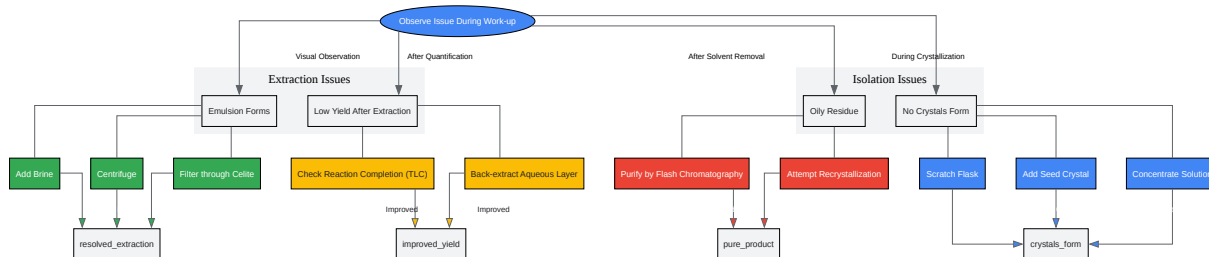 Observe Issue During Work-up
Visual Observation
After Quantification
After Solvent Removal
During Crystallization
Extraction Issues
Isolation Issues
Emulsion Forms
Low Yield After Extraction
Oily Residue
No Crystals Form
Add Brine
Centrifuge
Filter through Celite
Check Reaction Completion (TLC)
Back-extract Aqueous Layer
Purify by Flash Chromatography
Attempt Recrystallization
Scratch Flask
Add Seed Crystal
Concentrate Solution
Improved
Improved
resolved_extraction
improved_yield
pure_product
crystals_form